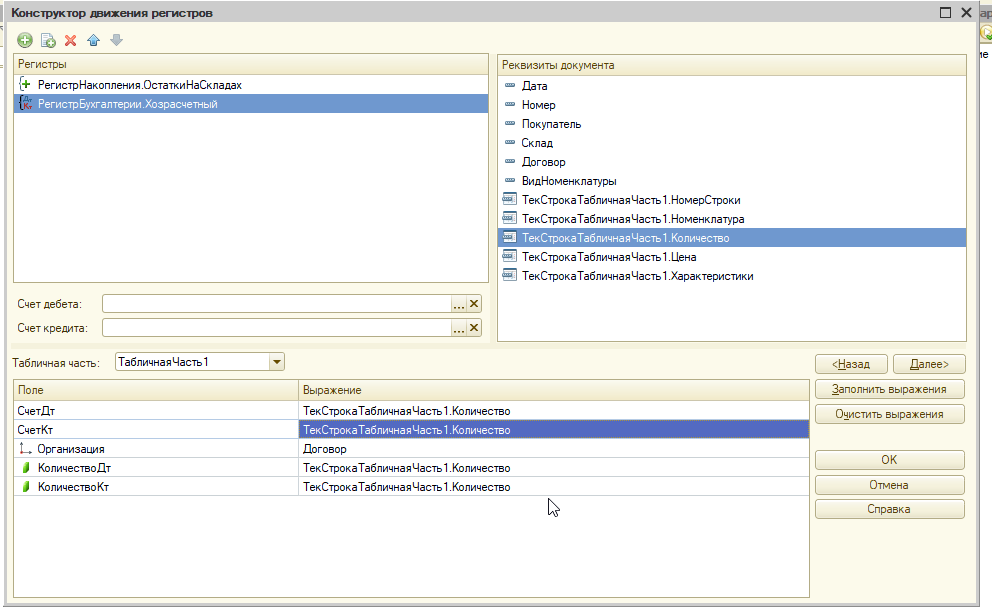 Конструктор движения регистров
Регистры
РегистрНакопления.ОстаткиНаСкладах
РегистрБухгалтерии.Хозрасчетный
Реквизиты документа
Дата
Номер
Покупатель
Склад
Договор
ВидНоменклатуры
ТекСтрокаТабличнаяЧасть1.НомерСтроки
ТекСтрокаТабличнаяЧасть1.Номенклатура
ТекСтрокаТабличнаяЧасть1.Количество
ТекСтрокаТабличнаяЧасть1.Цена
ТекСтрокаТабличнаяЧасть1.Характеристики
Счет дебета:
Счет кредита:
Табличная часть: ТабличнаяЧасть1
<Назад Далее>
Заполнить выражения
Очистить выражения
OK
Отмена
Справка
Поле Выражение
СчетДт ТекСтрокаТабличнаяЧасть1.Количество
СчетКт ТекСтрокаТабличнаяЧасть1.Количество
Организация Договор
КоличествоДт ТекСтрокаТабличнаяЧасть1.Количество
КоличествоКт ТекСтрокаТабличнаяЧасть1.Количество